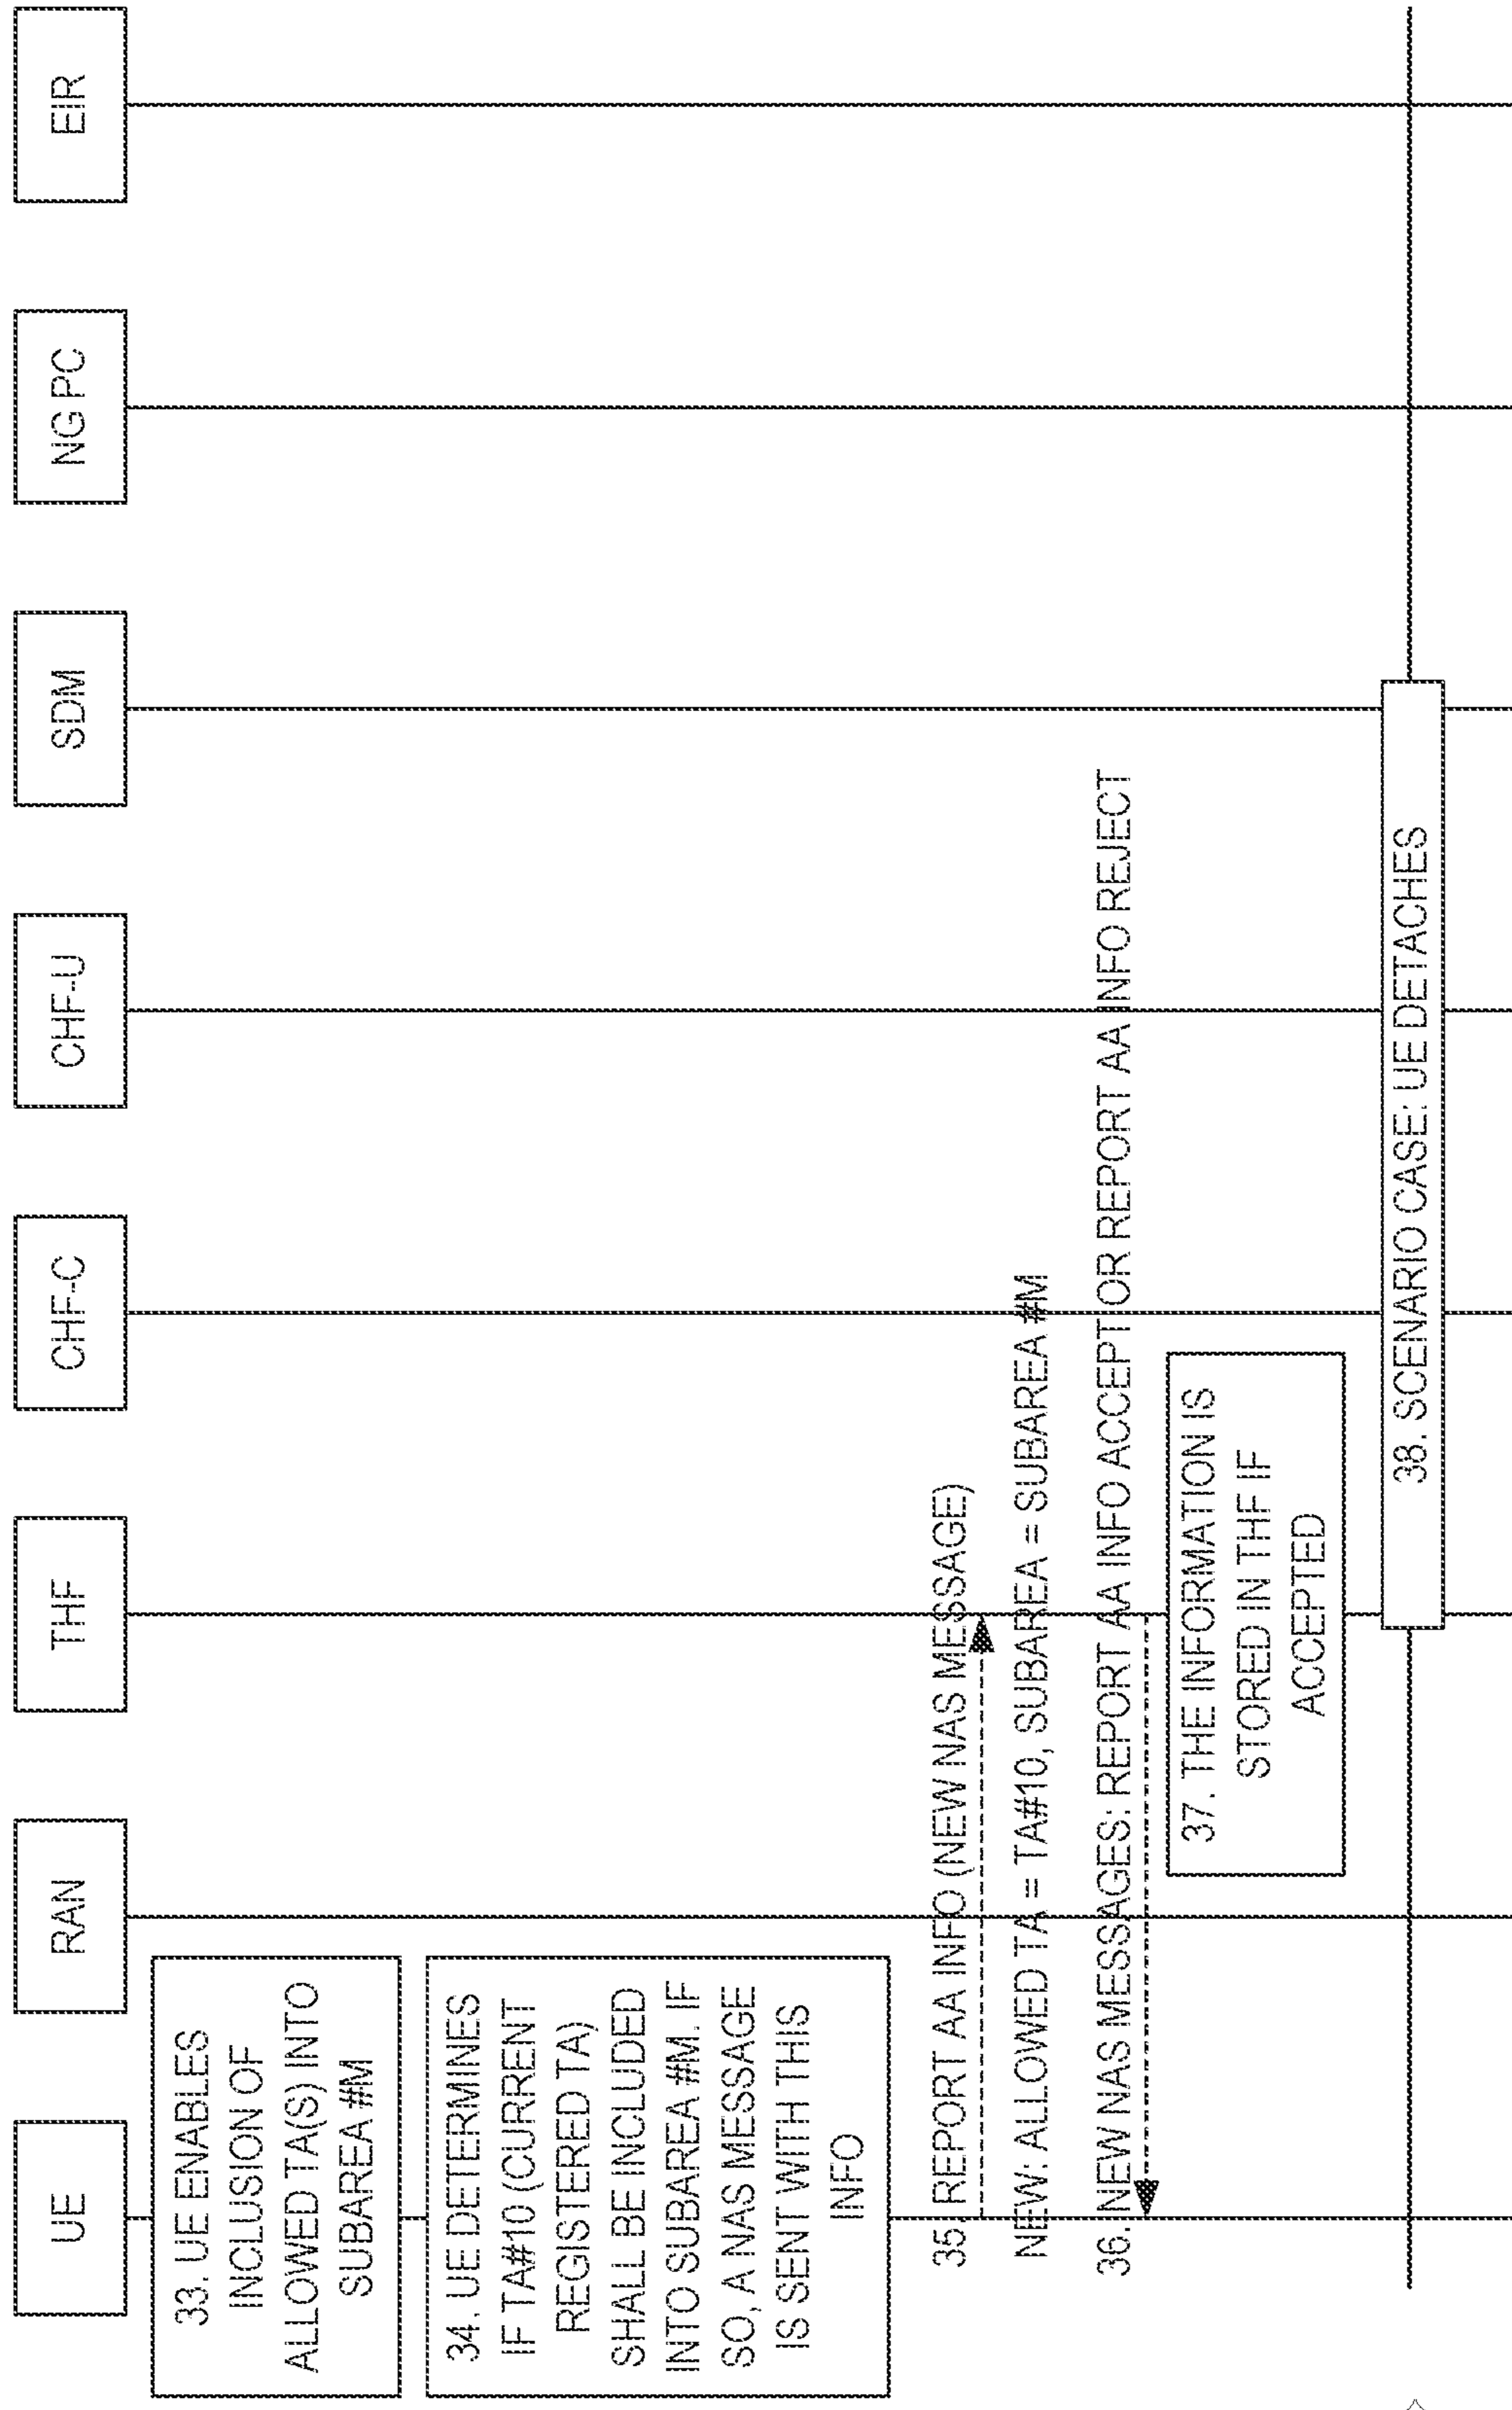 UE
RAN
THF
CHF-C
CHF-U
SDM
NG PC
EIR
33. UE ENABLES
INCLUSION OF
ALLOWED TA(S) INTO
SUBAREA #M
34. UE DETERMINES
IF TA#10 (CURRENT
REGISTERED TA)
SHALL BE INCLUDED
INTO SUBAREA #M. IF
SO, A NAS MESSAGE
IS SENT WITH THIS
INFO
35. REPORT AA INFO (NEW NAS MESSAGE)
NEW: ALLOWED TA = TA#10, SUBAREA = SUBAREA #M
36. NEW NAS MESSAGES: REPORT AA INFO ACCEPT OR REPORT AA INFO REJECT
37. THE INFORMATION IS
STORED IN THF IF
ACCEPTED
38. SCENARIO CASE: UE DETACHES